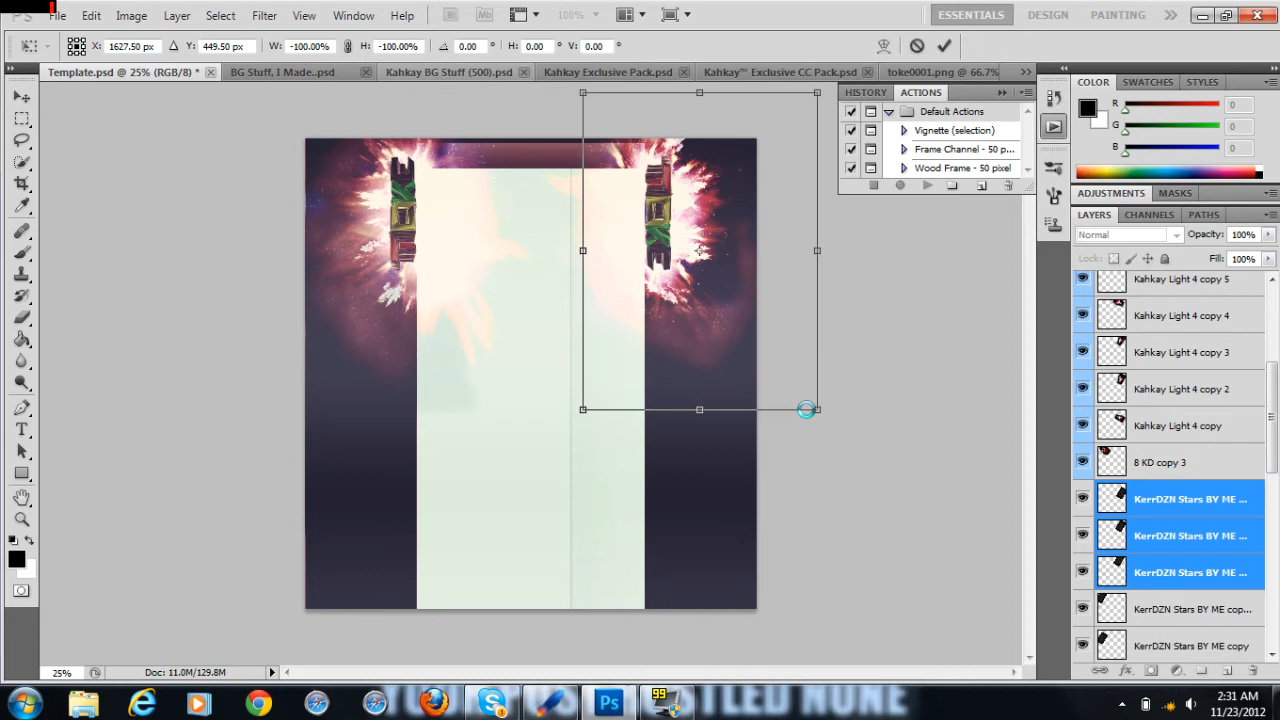 PS File Edit Image Layer Select Filter View Window Help Br Mb 100% ESSENTIALS DESIGN PAINTING
X: 1627.50 px Y: 449.50 px W: -100.00% H: -100.00% 0.00 ° H: 0.00 ° V: 0.00 °
Template.psd @ 25% (RGB/8) * BG Stuff, I Made..psd Kahkay BG Stuff (500).psd Kahkay Exclusive Pack.psd Kahkay™ Exclusive CC Pack.psd toke0001.png @ 66.7%
HISTORY ACTIONS
Default Actions
Vignette (selection)
Frame Channel - 50 p...
Wood Frame - 50 pixel
COLOR SWATCHES STYLES
R 0
G 0
B 0
ADJUSTMENTS MASKS
LAYERS CHANNELS PATHS
Normal Opacity: 100%
Lock: Fill: 100%
Kahkay Light 4 copy 5
Kahkay Light 4 copy 4
Kahkay Light 4 copy 3
Kahkay Light 4 copy 2
Kahkay Light 4 copy
8 KD copy 3
KerrDZN Stars BY ME ...
KerrDZN Stars BY ME ...
KerrDZN Stars BY ME ...
KerrDZN Stars BY ME cop...
KerrDZN Stars BY ME copy
25% Doc: 11.0M/129.8M
99
Ps
2:31 AM
11/23/2012